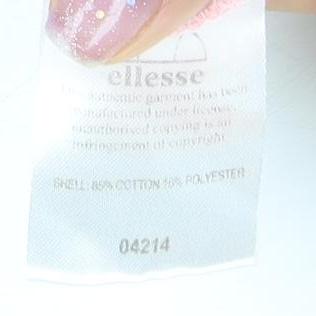 ellesse
authentic garment has been
manufactured under license.
unauthorised copying is an
infringement of copyright
SHELL: 85% COTTON 15% POLYESTER
04214